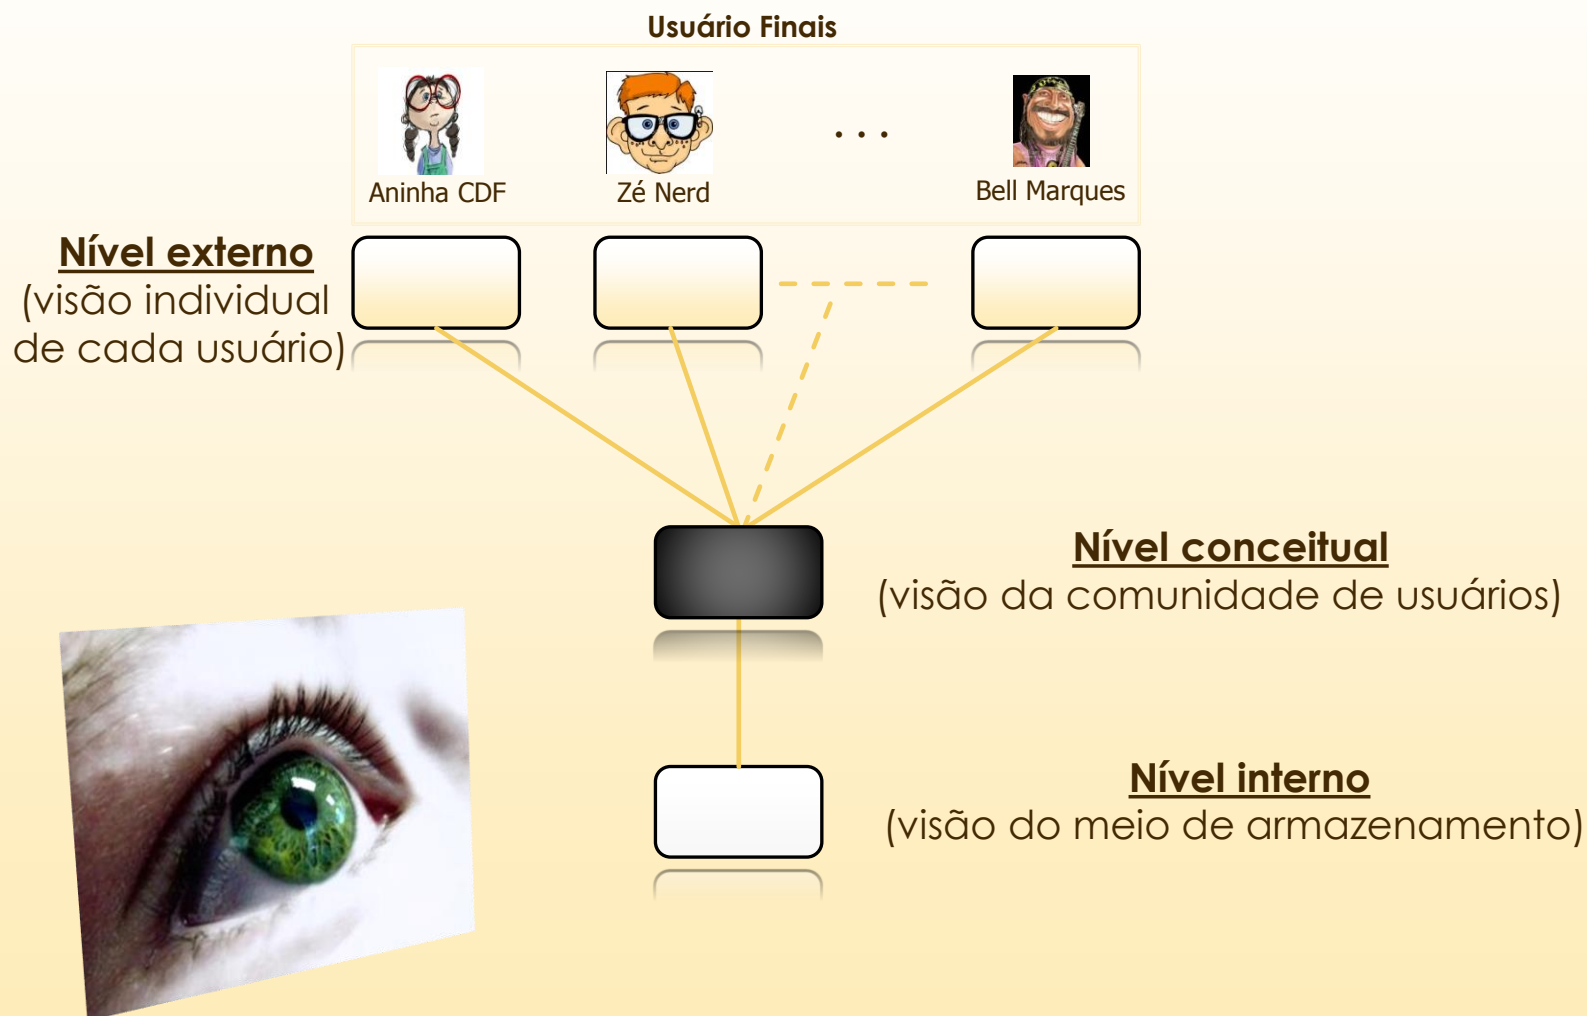 Usuário Finais
. . .
Aninha CDF
Zé Nerd
Bell Marques
Nível externo
(visão individual
de cada usuário)
Nível conceitual
(visão da comunidade de usuários)
Nível interno
(visão do meio de armazenamento)